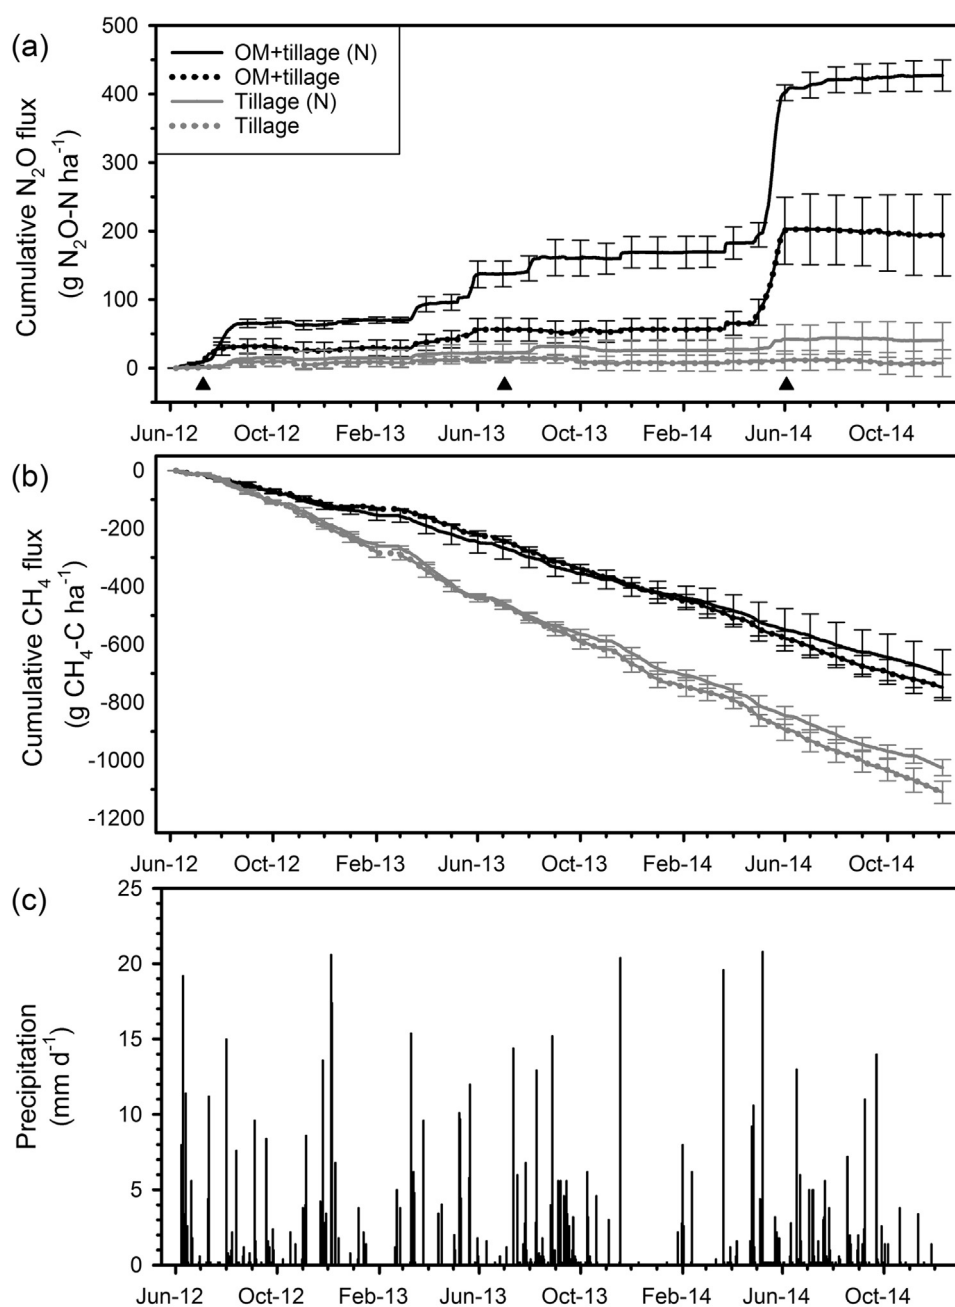 (a)
Cumulative N₂O flux
(g N₂O-N ha⁻¹)
500
400
300
200
100
0
OM+tillage (N)
OM+tillage
Tillage (N)
Tillage
Jun-12 Oct-12 Feb-13 Jun-13 Oct-13 Feb-14 Jun-14 Oct-14
(b)
Cumulative CH₄ flux
(g CH₄-C ha⁻¹)
0
-200
-400
-600
-800
-1000
-1200
Jun-12 Oct-12 Feb-13 Jun-13 Oct-13 Feb-14 Jun-14 Oct-14
(c)
Precipitation
(mm d⁻¹)
25
20
15
10
5
0
Jun-12 Oct-12 Feb-13 Jun-13 Oct-13 Feb-14 Jun-14 Oct-14